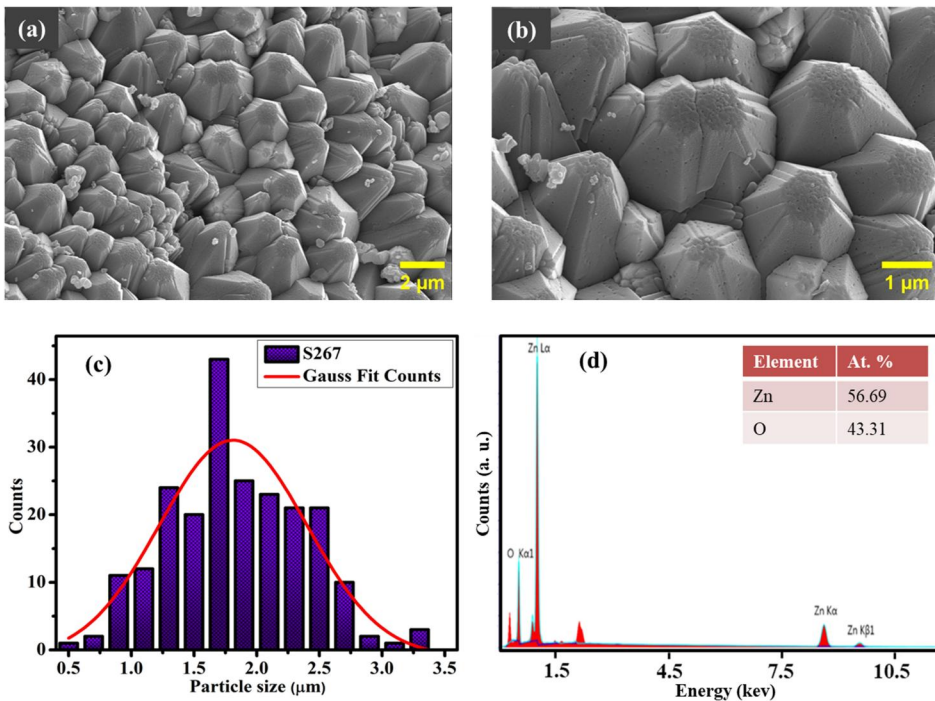 (a)
2 μm
(b)
1 μm
(c)
S267
Gauss Fit Counts
Counts
40
30
20
10
0
0.5 1.0 1.5 2.0 2.5 3.0 3.5
Particle size (μm)
(d)
Zn Lα
O Kα1
Zn Kα
Zn Kβ1
Element At. %
Zn 56.69
O 43.31
Counts (a. u.)
1.5 4.5 7.5 10.5
Energy (kev)